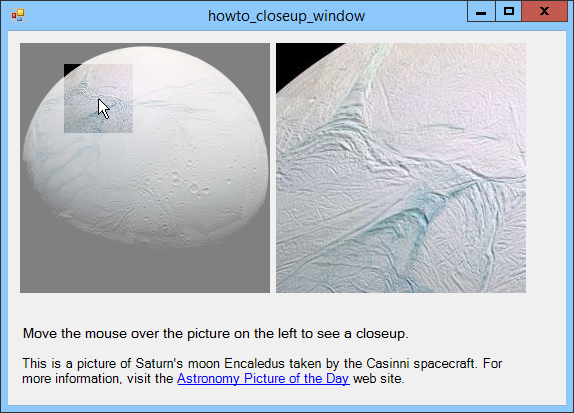 howto_closeup_window
Move the mouse over the picture on the left to see a closeup.
This is a picture of Saturn's moon Encaledus taken by the Casinni spacecraft. For
more information, visit the Astronomy Picture of the Day web site.